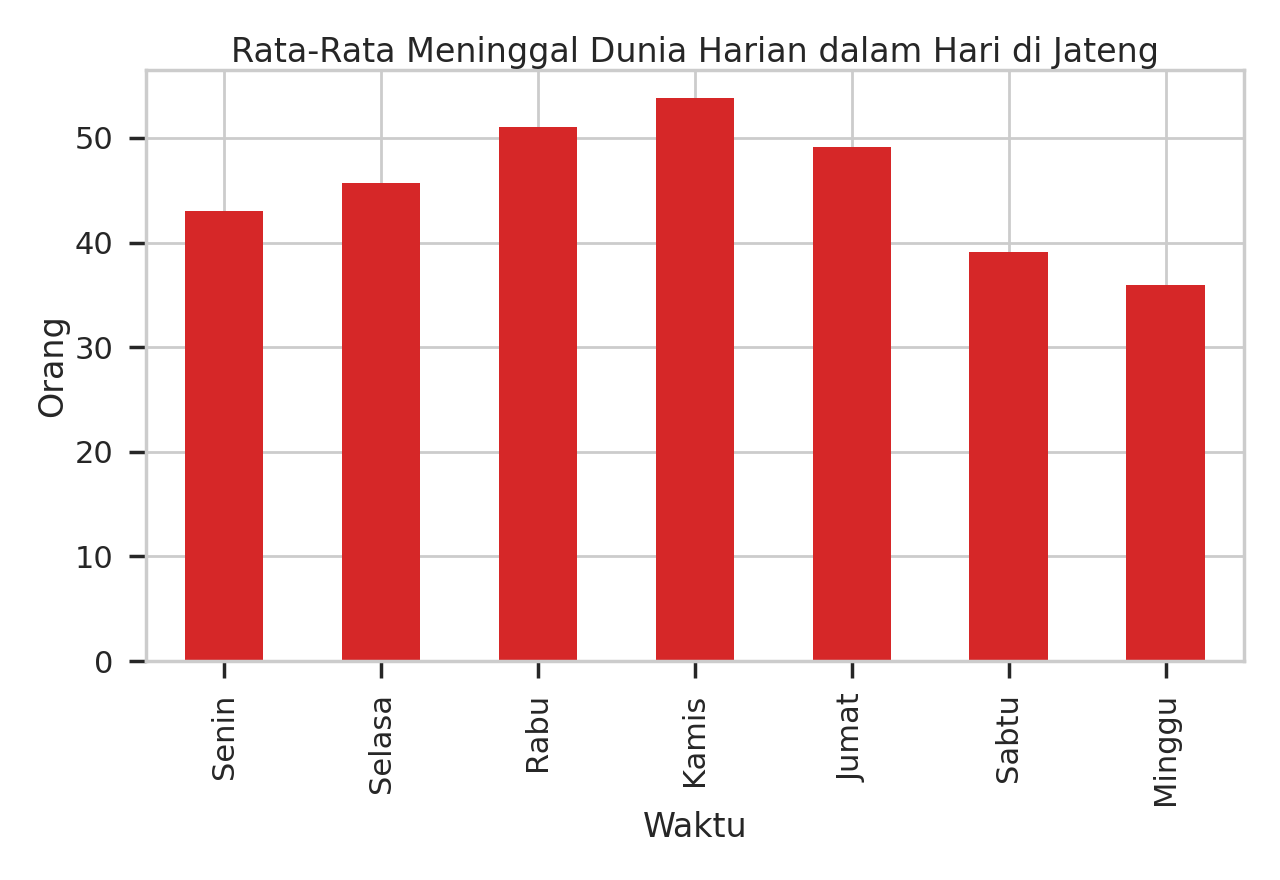 Rata-Rata Meninggal Dunia Harian dalam Hari di Jateng
Orang
50
40
30
20
10
0
Senin
Selasa
Rabu
Kamis
Jumat
Sabtu
Minggu
Waktu